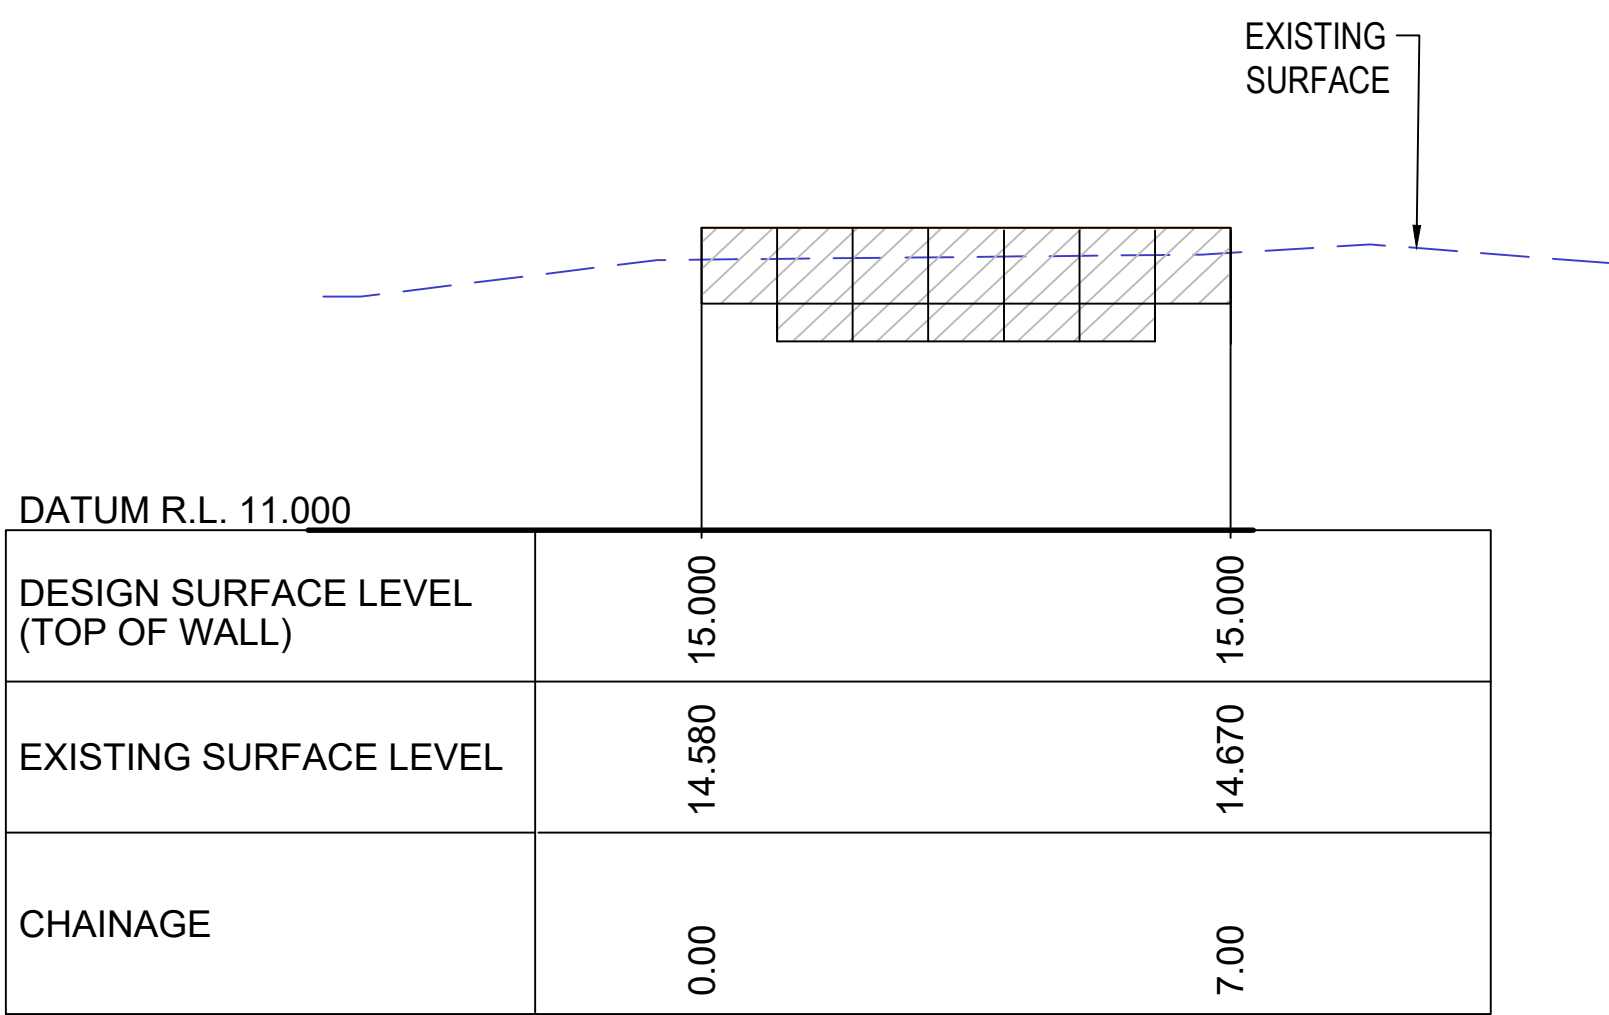 EXISTING
SURFACE
DATUM R.L. 11.000
DESIGN SURFACE LEVEL
(TOP OF WALL)
15.000
15.000
EXISTING SURFACE LEVEL
14.580
14.670
CHAINAGE
0.00
7.00